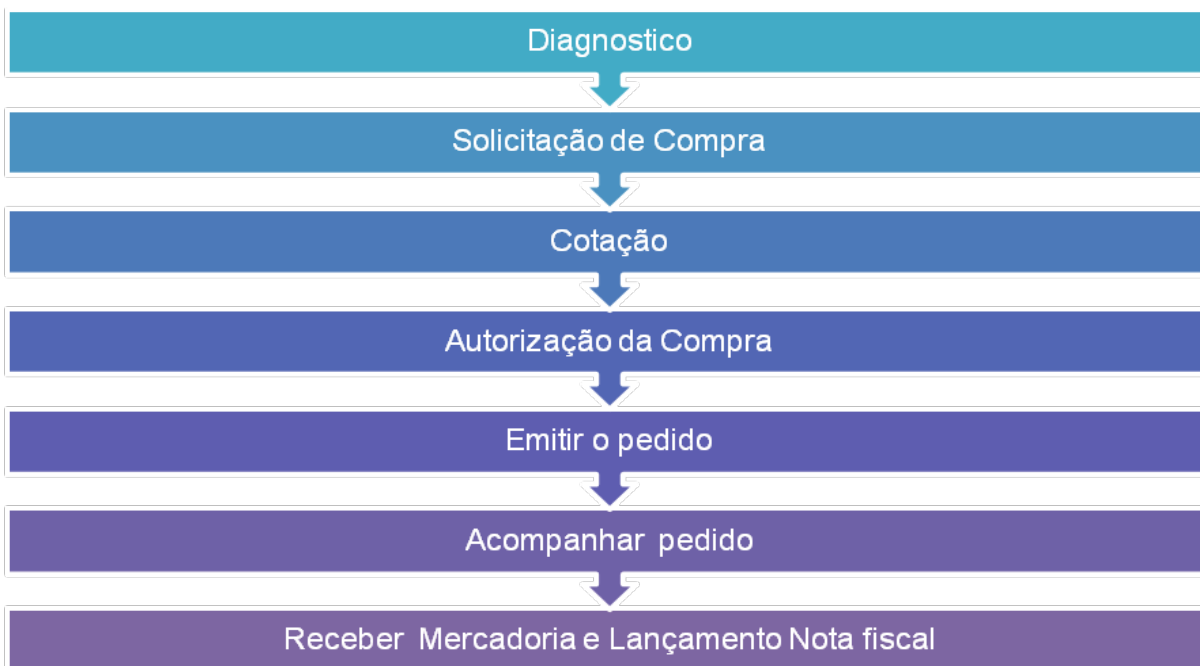 Diagnostico
Solicitação de Compra
Cotação
Autorização da Compra
Emitir o pedido
Acompanhar pedido
Receber Mercadoria e Lançamento Nota fiscal